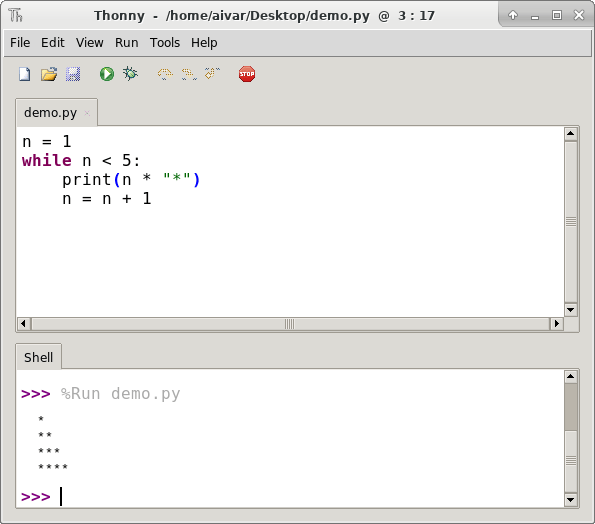 Th Thonny - /home/aivar/Desktop/demo.py @ 3 : 17
File Edit View Run Tools Help
STOP
demo.py ×
n = 1
while n < 5:
    print(n * "*")
    n = n + 1
Shell
>>> %Run demo.py
*
**
***
****
>>>